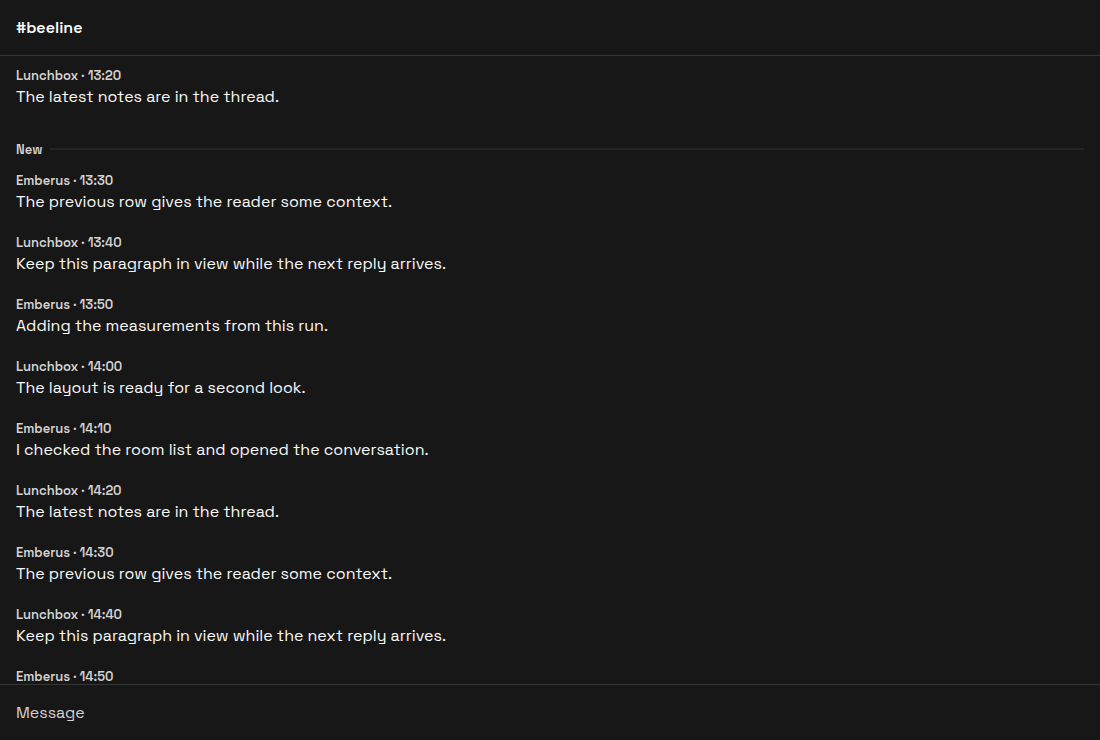 #beeline
Lunchbox · 13:20
The latest notes are in the thread.
New
Emberus · 13:30
The previous row gives the reader some context.
Lunchbox · 13:40
Keep this paragraph in view while the next reply arrives.
Emberus · 13:50
Adding the measurements from this run.
Lunchbox · 14:00
The layout is ready for a second look.
Emberus · 14:10
I checked the room list and opened the conversation.
Lunchbox · 14:20
The latest notes are in the thread.
Emberus · 14:30
The previous row gives the reader some context.
Lunchbox · 14:40
Keep this paragraph in view while the next reply arrives.
Emberus · 14:50
Message